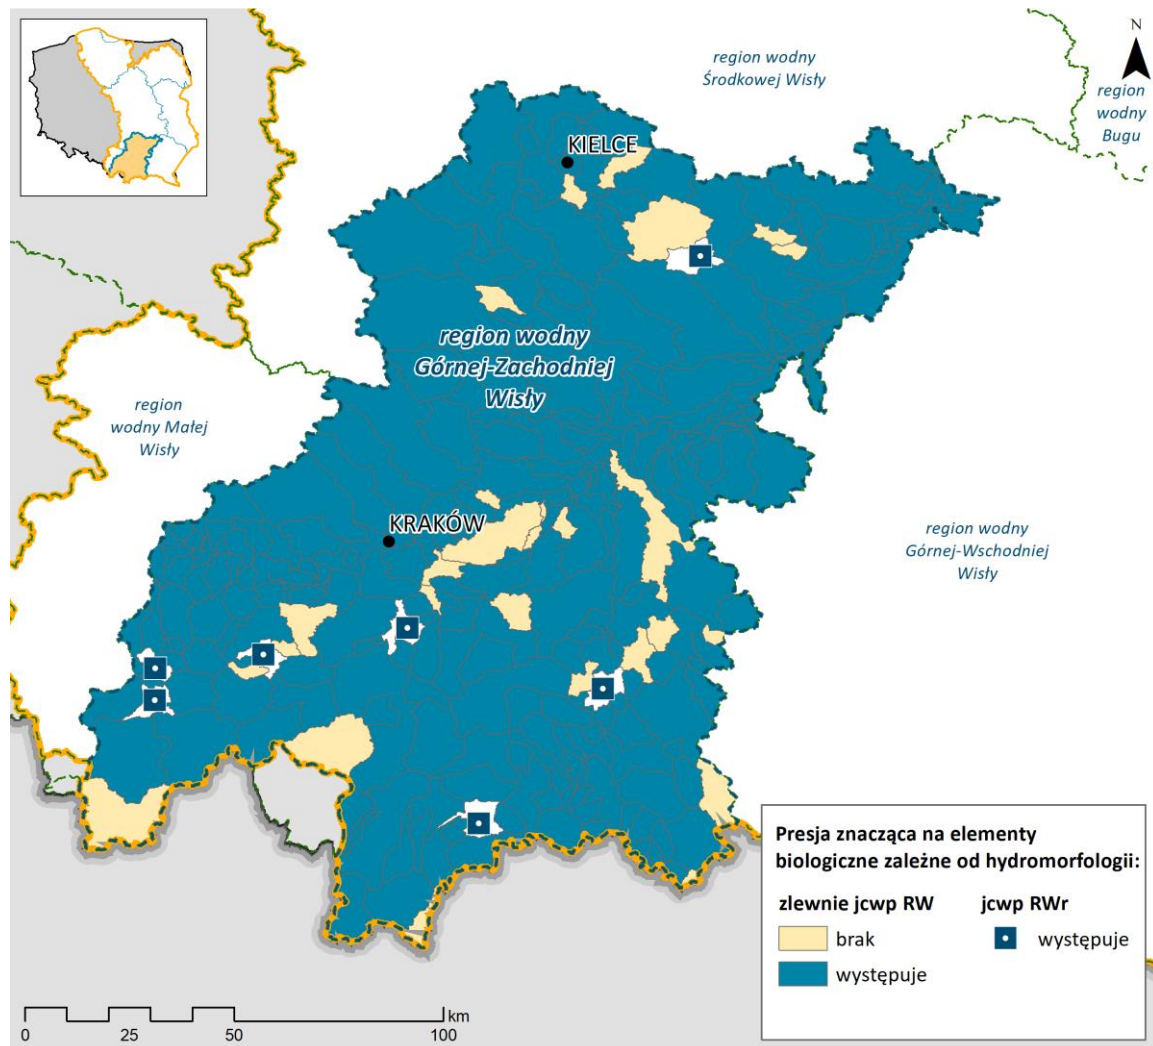 region wodny
Środkowej Wisły
N
region
wodny
Bugu
KIELCE
region wodny
Górnej-Zachodniej
Wisły
region
wodny Małej
Wisły
KRAKÓW
region wodny
Górnej-Wschodniej
Wisły
Presja znacząca na elementy
biologiczne zależne od hydromorfologii:
zlewnie jcwp RW
jcwp RWr
brak
występuje
występuje
km
0 25 50 100